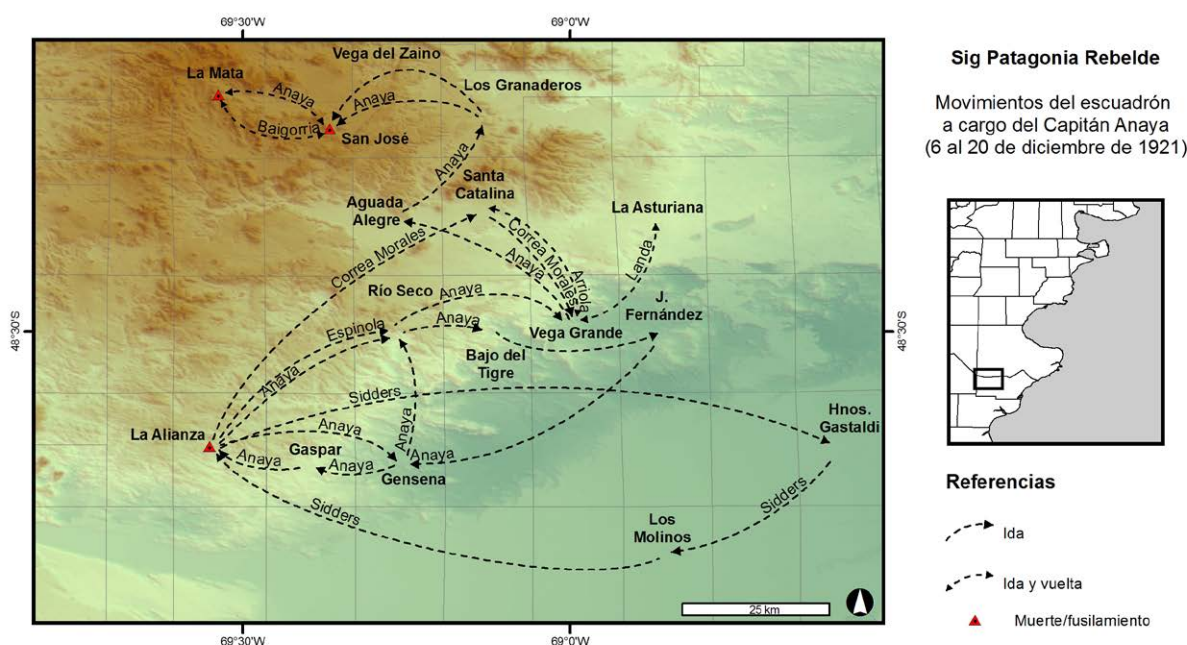 69°30'W
69°0'W
48°30'S
48°30'S
Vega del Zaino
La Mata
Anaya
Los Granaderos
Anaya
Baigorria
San José
Anaya
Santa
Catalina
Aguada
Alegre
La Asturiana
Correa Morales
Correa Morales
Arriola
Anaya
Landa
Río Seco
Anaya
J.
Fernández
Espinola
Anaya
Vega Grande
Anaya
Bajo del
Tigre
Sidders
Hnos.
Gastaldi
La Alianza
Anaya
Anaya
Gaspar
Anaya
Anaya
Gensena
Sidders
Sidders
Los
Molinos
25 km
69°30'W
69°0'W
Sig Patagonia Rebelde
Movimientos del escuadrón
a cargo del Capitán Anaya
(6 al 20 de diciembre de 1921)
Referencias
Ida
Ida y vuelta
Muerte/fusilamiento